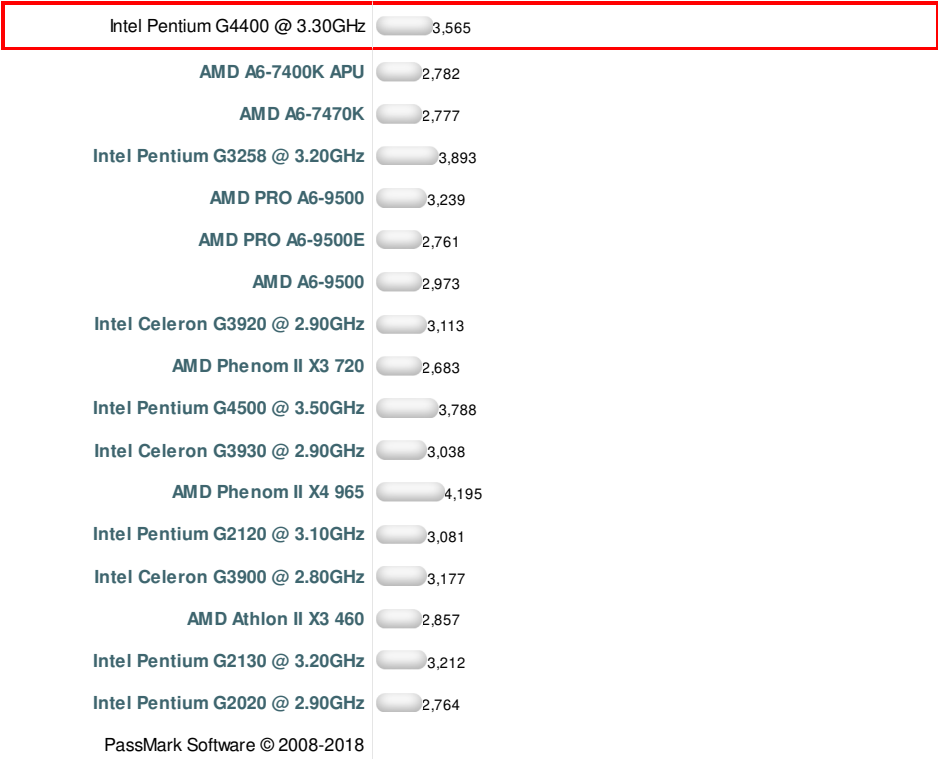 Intel Pentium G4400 @ 3.30GHz 3,565
AMD A6-7400K APU 2,782
AMD A6-7470K 2,777
Intel Pentium G3258 @ 3.20GHz 3,893
AMD PRO A6-9500 3,239
AMD PRO A6-9500E 2,761
AMD A6-9500 2,973
Intel Celeron G3920 @ 2.90GHz 3,113
AMD Phenom II X3 720 2,683
Intel Pentium G4500 @ 3.50GHz 3,788
Intel Celeron G3930 @ 2.90GHz 3,038
AMD Phenom II X4 965 4,195
Intel Pentium G2120 @ 3.10GHz 3,081
Intel Celeron G3900 @ 2.80GHz 3,177
AMD Athlon II X3 460 2,857
Intel Pentium G2130 @ 3.20GHz 3,212
Intel Pentium G2020 @ 2.90GHz 2,764
PassMark Software © 2008-2018